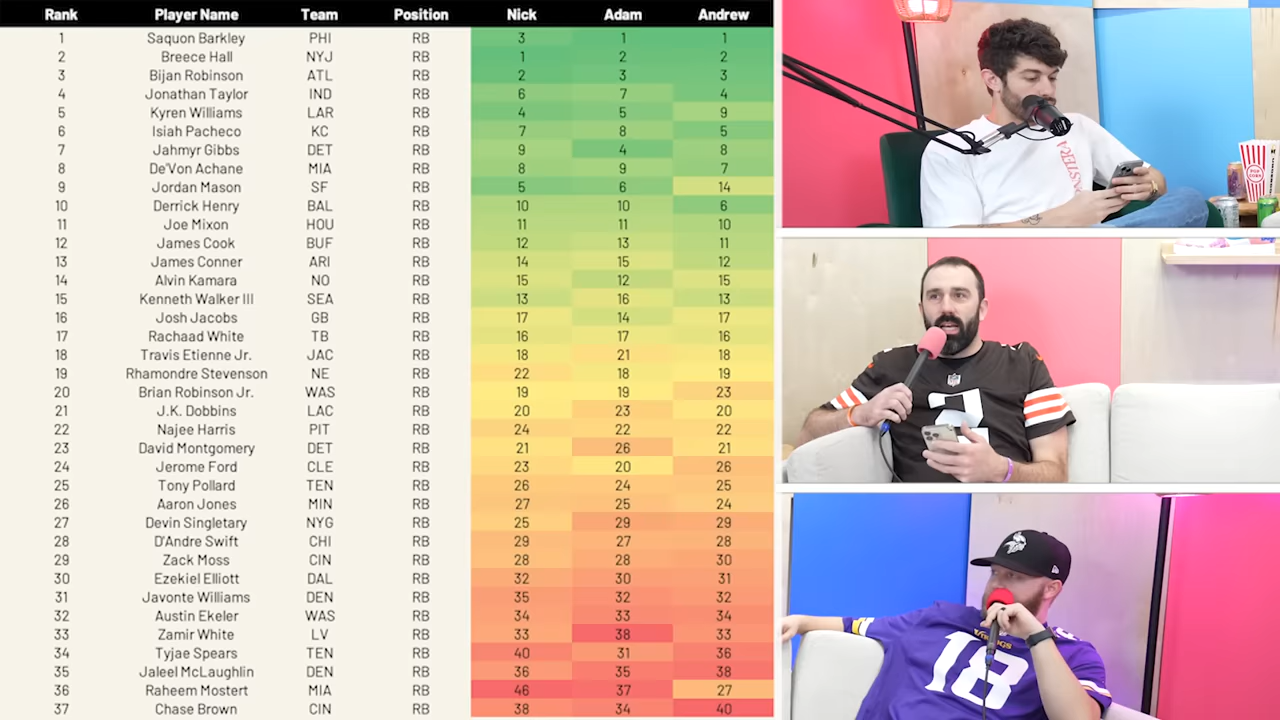 Rank Player Name Team Position Nick Adam Andrew
1 Saquon Barkley PHI RB 3 1 1
2 Breece Hall NYJ RB 1 2 2
3 Bijan Robinson ATL RB 2 3 3
4 Jonathan Taylor IND RB 6 7 4
5 Kyren Williams LAR RB 4 5 9
6 Isiah Pacheco KC RB 7 8 5
7 Jahmyr Gibbs DET RB 9 4 8
8 De'Von Achane MIA RB 8 9 7
9 Jordan Mason SF RB 5 6 14
10 Derrick Henry BAL RB 10 10 6
11 Joe Mixon HOU RB 11 11 10
12 James Cook BUF RB 12 13 11
13 James Conner ARI RB 14 15 12
14 Alvin Kamara NO RB 15 12 15
15 Kenneth Walker III SEA RB 13 16 13
16 Josh Jacobs GB RB 17 14 17
17 Rachaad White TB RB 16 17 16
18 Travis Etienne Jr. JAC RB 18 21 18
19 Rhamondre Stevenson NE RB 22 18 19
20 Brian Robinson Jr. WAS RB 19 19 23
21 J.K. Dobbins LAC RB 20 23 20
22 Najee Harris PIT RB 24 22 22
23 David Montgomery DET RB 21 26 21
24 Jerome Ford CLE RB 23 20 26
25 Tony Pollard TEN RB 26 24 25
26 Aaron Jones MIN RB 27 25 24
27 Devin Singletary NYG RB 25 29 29
28 D'Andre Swift CHI RB 29 27 28
29 Zack Moss CIN RB 28 28 30
30 Ezekiel Elliott DAL RB 32 30 31
31 Javonte Williams DEN RB 35 32 32
32 Austin Ekeler WAS RB 34 33 34
33 Zamir White LV RB 33 38 33
34 Tyjae Spears TEN RB 40 31 36
35 Jaleel McLaughlin DEN RB 36 35 38
36 Raheem Mostert MIA RB 46 37 27
37 Chase Brown CIN RB 38 34 40
POP CORN
NFL
2
VIKINGS
18